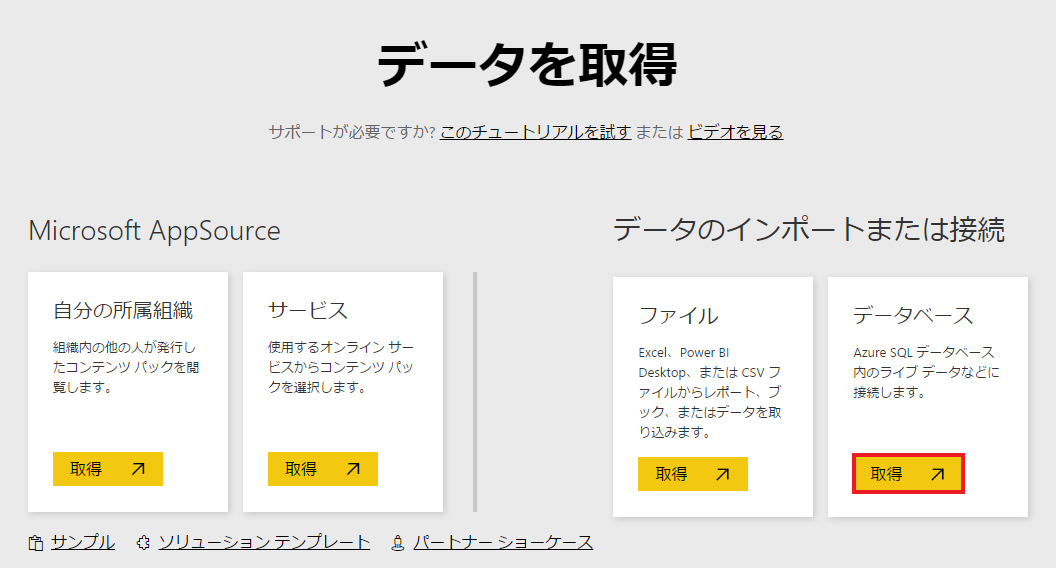 データを取得
サポートが必要ですか? このチュートリアルを試す または ビデオを見る
Microsoft AppSource
自分の所属組織
組織内の他の人が発行し
たコンテンツ パックを閲
覧します。
取得
サービス
使用するオンライン サー
ビスからコンテンツ パッ
クを選択します。
取得
データのインポートまたは接続
ファイル
Excel、Power BI
Desktop、または CSV フ
ァイルからレポート、ブ
ック、またはデータを取
り込みます。
取得
データベース
Azure SQL データベース
内のライブ データなどに
接続します。
取得
サンプル
ソリューション テンプレート
パートナー ショーケース